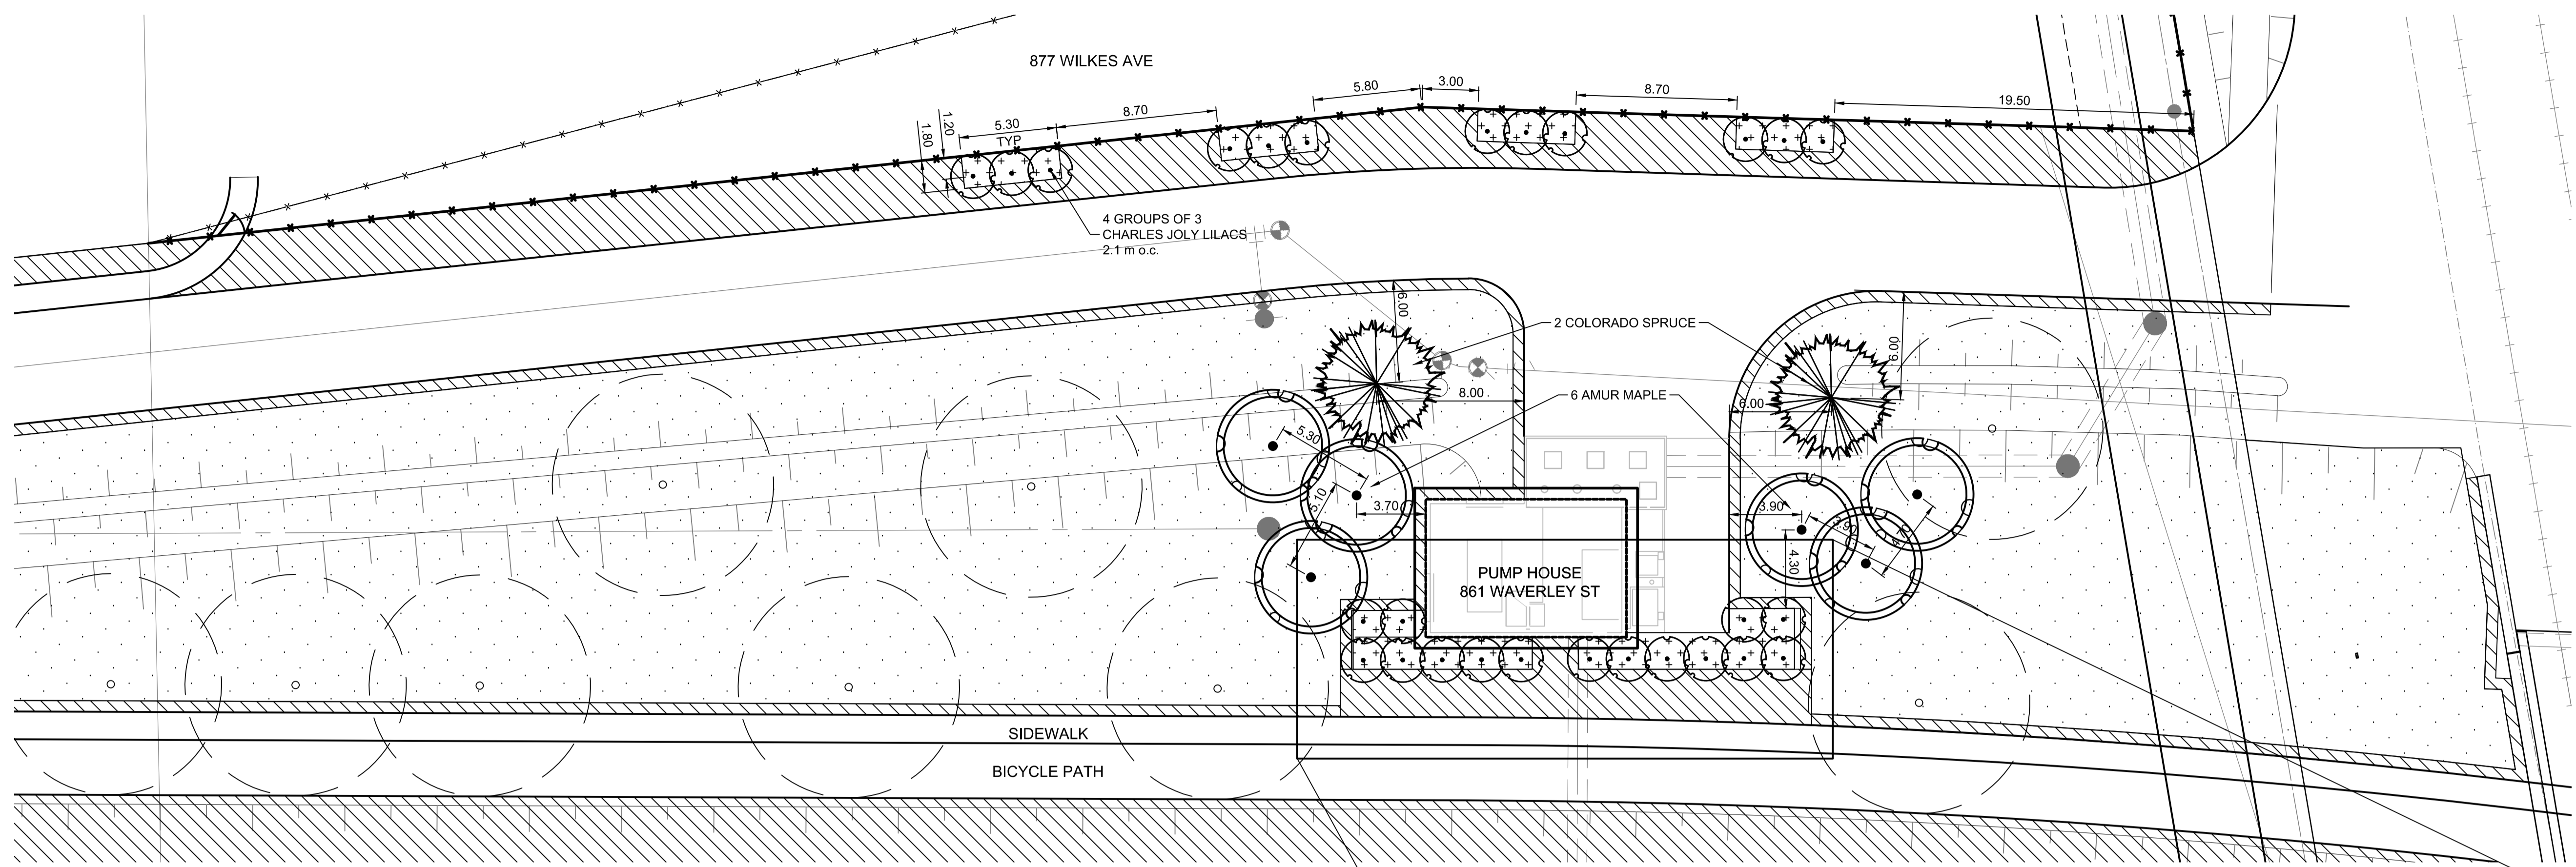 877 WILKES AVE
5.80
3.00
8.70
19.50
1.20
1.80
5.30
TYP
8.70
4 GROUPS OF 3
CHARLES JOLY LILACS
2.1 m o.c.
6.00
2 COLORADO SPRUCE
6.00
8.00
6 AMUR MAPLE
6.00
5.30
5.10
3.70
3.90
3.90
4.30
PUMP HOUSE
861 WAVERLEY ST
SIDEWALK
BICYCLE PATH